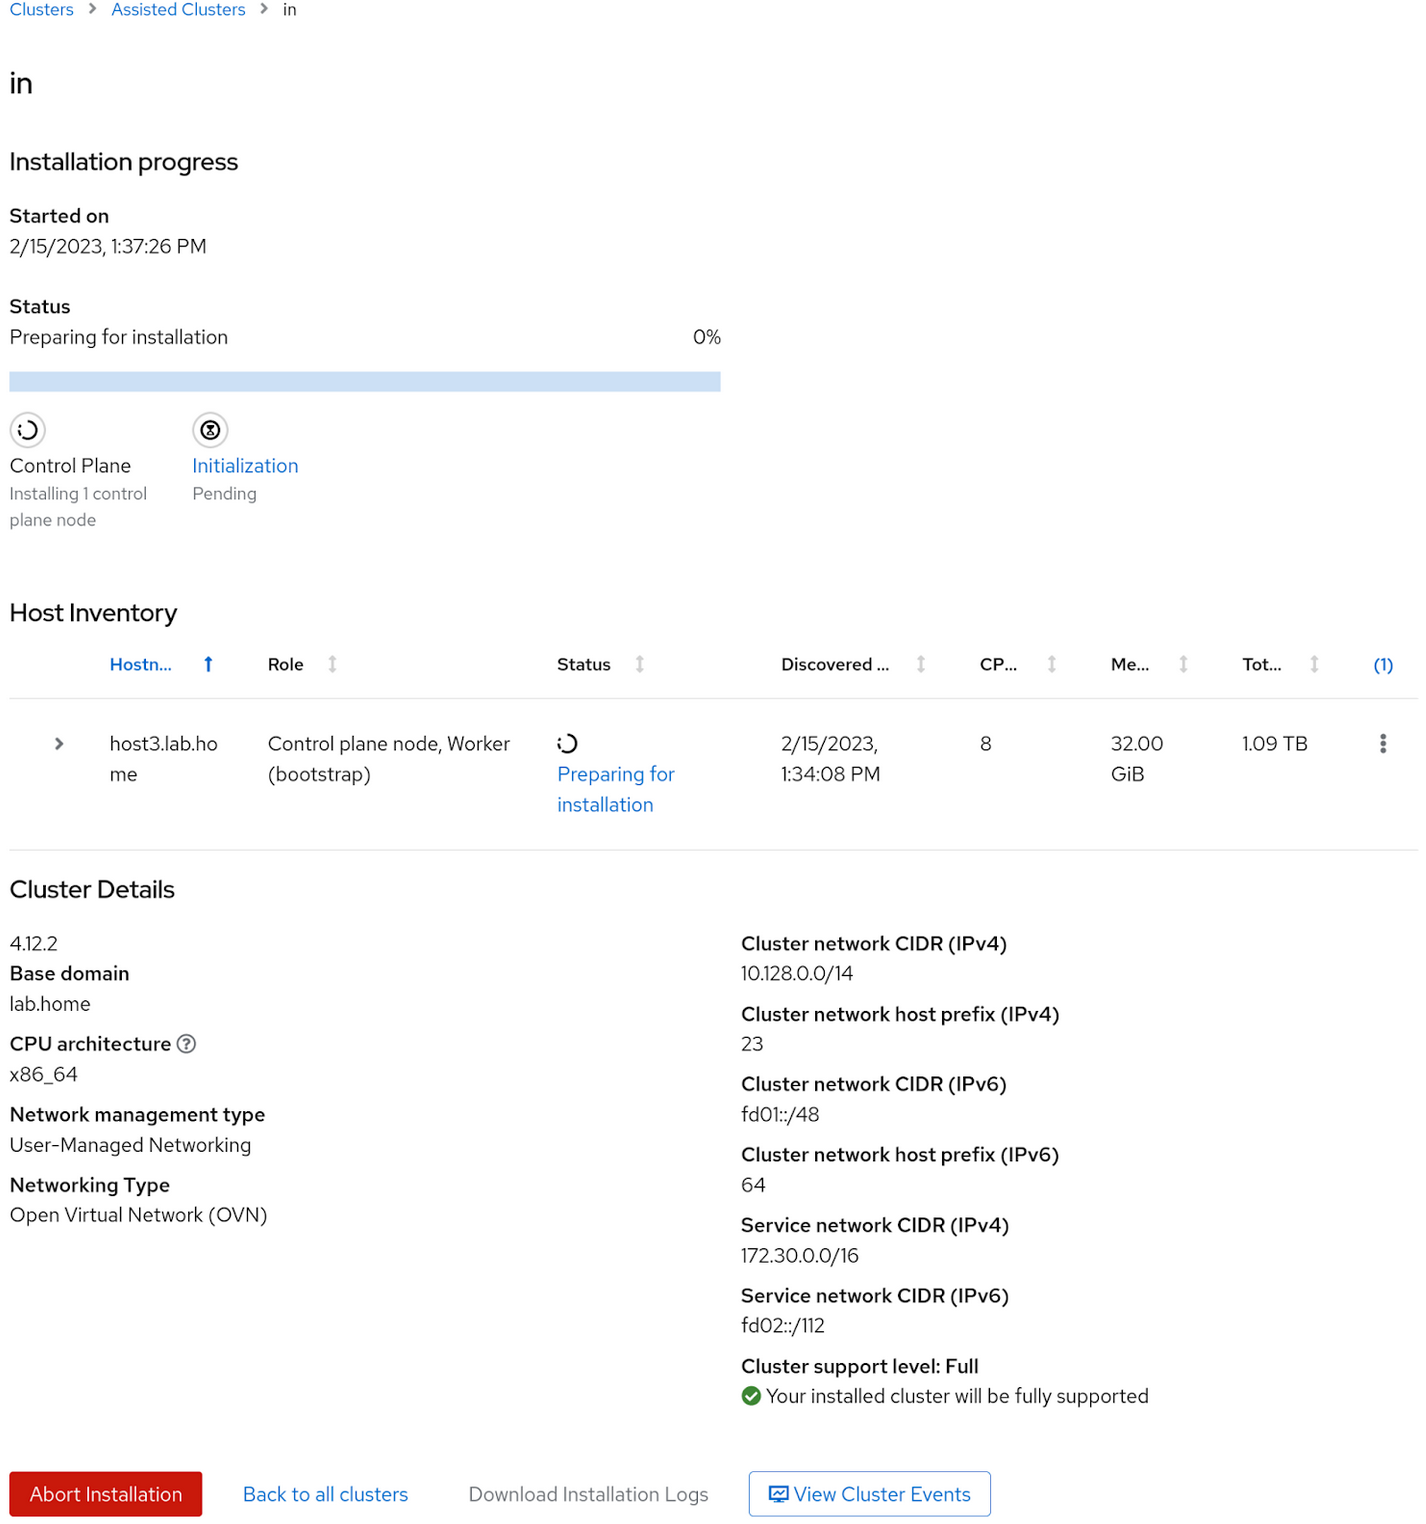 Clusters > Assisted Clusters > in
in
Installation progress
Started on
2/15/2023, 1:37:26 PM
Status
Preparing for installation 0%
Control Plane
Installing 1 control
plane node
Initialization
Pending
Host Inventory
Hostn... Role Status Discovered ... CP... Me... Tot... (1)
host3.lab.ho
me
Control plane node, Worker
(bootstrap)
Preparing for
installation
2/15/2023,
1:34:08 PM
8
32.00
GiB
1.09 TB
Cluster Details
4.12.2
Base domain
lab.home
CPU architecture
x86_64
Network management type
User-Managed Networking
Networking Type
Open Virtual Network (OVN)
Cluster network CIDR (IPv4)
10.128.0.0/14
Cluster network host prefix (IPv4)
23
Cluster network CIDR (IPv6)
fd01::/48
Cluster network host prefix (IPv6)
64
Service network CIDR (IPv4)
172.30.0.0/16
Service network CIDR (IPv6)
fd02::/112
Cluster support level: Full
Your installed cluster will be fully supported
Abort Installation Back to all clusters Download Installation Logs View Cluster Events